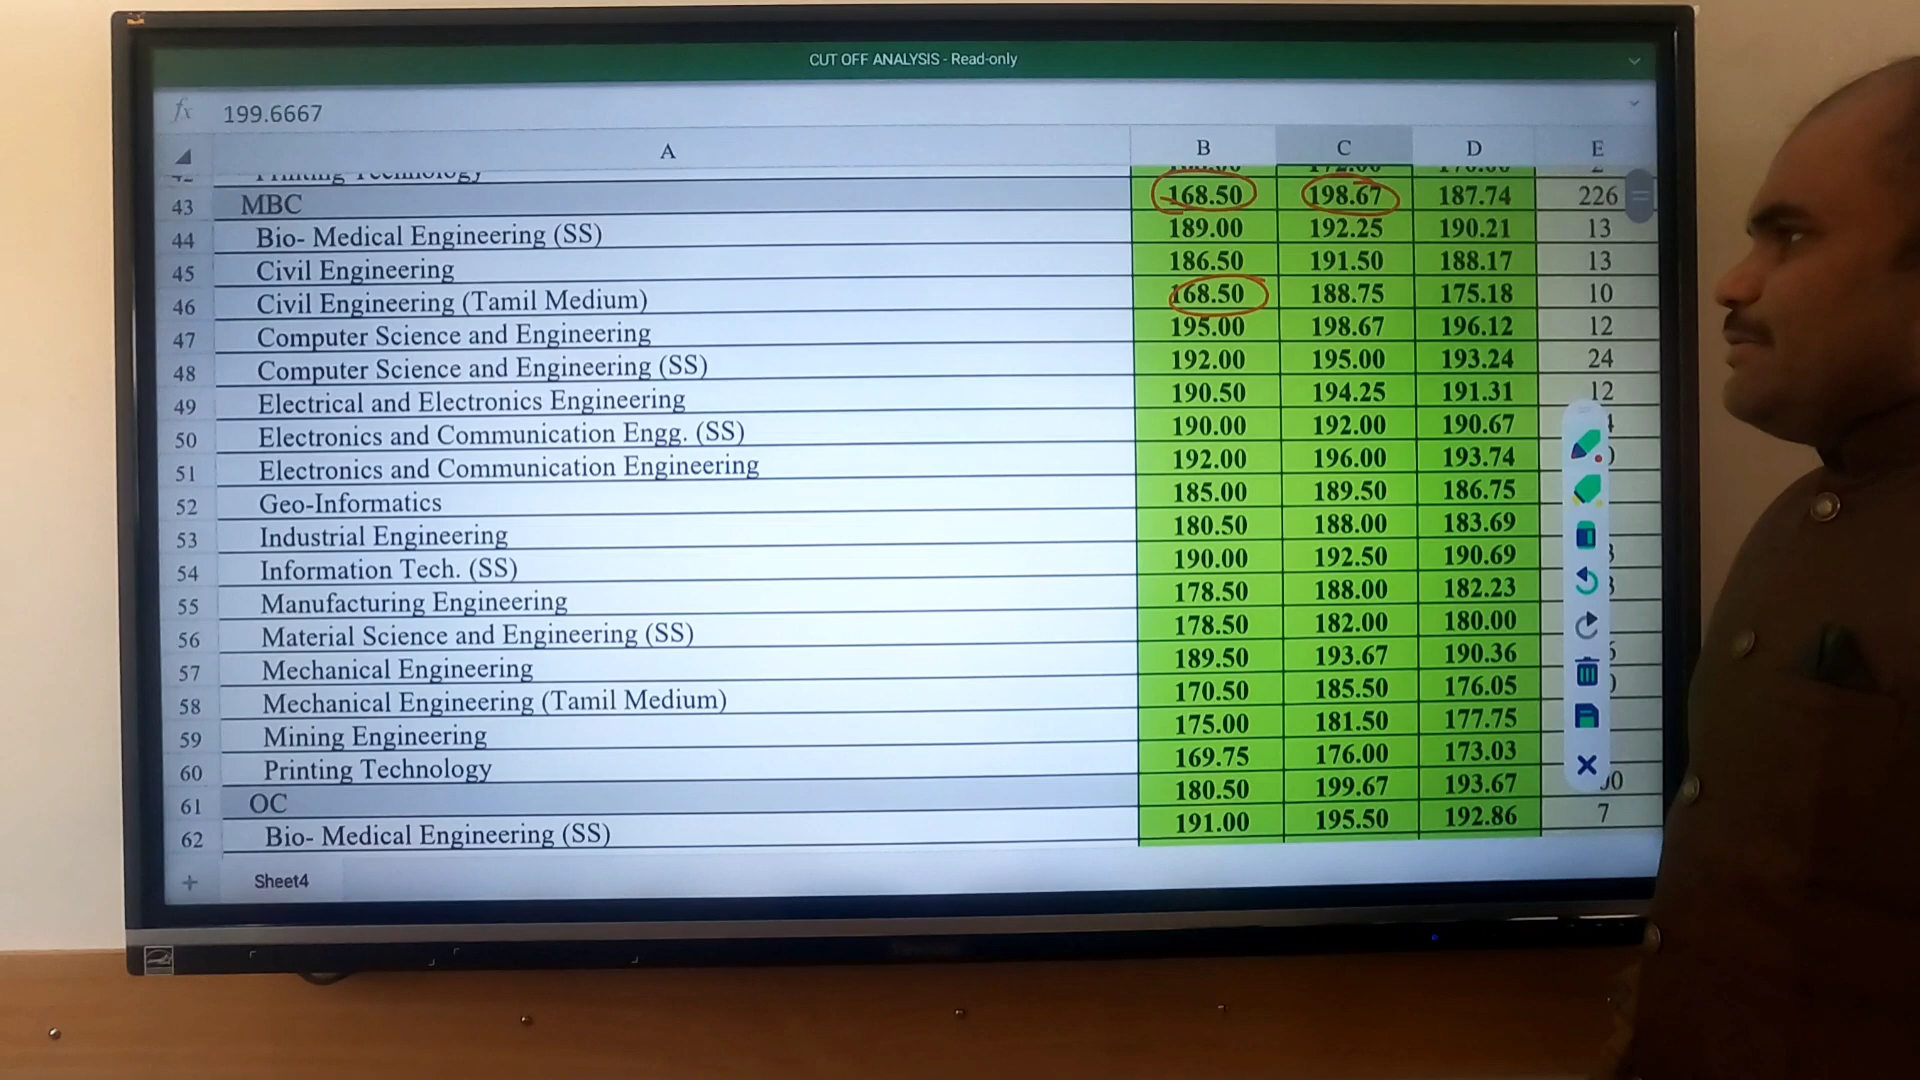 CUT OFF ANALYSIS - Read-only
fx 199.6667
A B C D E
Printing Technology 172.00
43 MBC 168.50 198.67 187.74 226
44 Bio- Medical Engineering (SS) 189.00 192.25 190.21 13
45 Civil Engineering 186.50 191.50 188.17 13
46 Civil Engineering (Tamil Medium) 168.50 188.75 175.18 10
47 Computer Science and Engineering 195.00 198.67 196.12 12
48 Computer Science and Engineering (SS) 192.00 195.00 193.24 24
49 Electrical and Electronics Engineering 190.50 194.25 191.31 12
50 Electronics and Communication Engg. (SS) 190.00 192.00 190.67
51 Electronics and Communication Engineering 192.00 196.00 193.74
52 Geo-Informatics 185.00 189.50 186.75
53 Industrial Engineering 180.50 188.00 183.69
54 Information Tech. (SS) 190.00 192.50 190.69
55 Manufacturing Engineering 178.50 188.00 182.23
56 Material Science and Engineering (SS) 178.50 182.00 180.00
57 Mechanical Engineering 189.50 193.67 190.36
58 Mechanical Engineering (Tamil Medium) 170.50 185.50 176.05
59 Mining Engineering 175.00 181.50 177.75
60 Printing Technology 169.75 176.00 173.03
61 OC 180.50 199.67 193.67
62 Bio- Medical Engineering (SS) 191.00 195.50 192.86 7
+ Sheet4